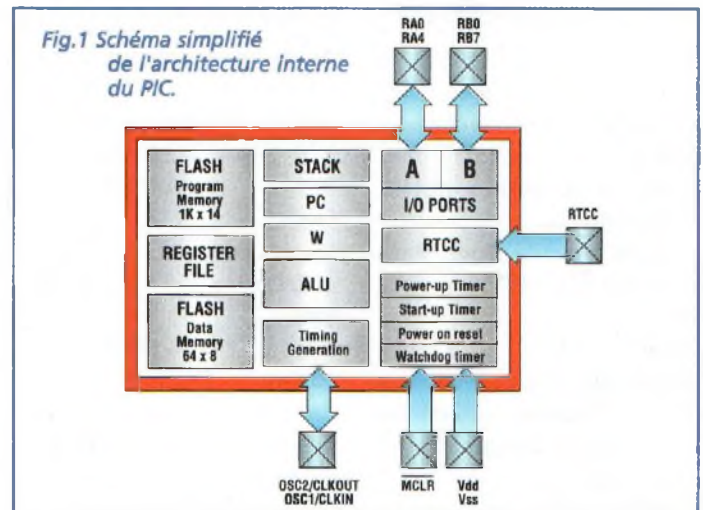 Fig.1 Schéma simplifié
de l'architecture interne
du PIC.
RA0
RA4
RB0
RB7
FLASH
Program
Memory
1K x 14
REGISTER
FILE
FLASH
Data
Memory
64 x 8
STACK
PC
W
ALU
Timing
Generation
A
B
I/O PORTS
RTCC
Power-up Timer
Start-up Timer
Power on reset
Watchdog timer
RTCC
OSC2/CLKOUT
OSC1/CLKIN
MCLR
Vdd
Vss